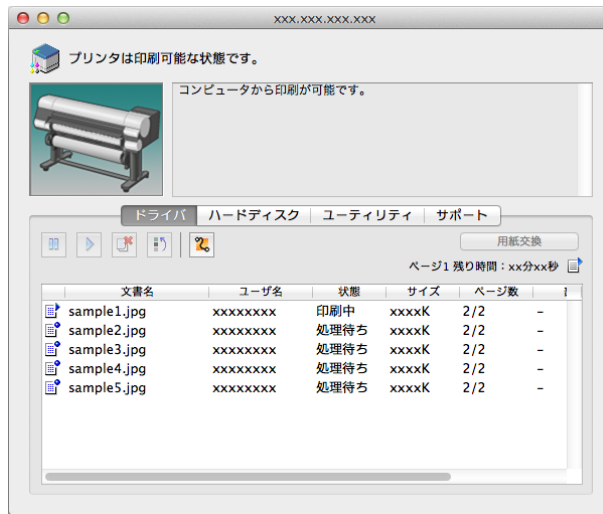 xxx.xxx.xxx.xxx
プリンタは印刷可能な状態です。
コンピュータから印刷が可能です。
ドライバ ハードディスク ユーティリティ サポート
用紙交換
ページ1 残り時間：xx分xx秒
文書名 ユーザ名 状態 サイズ ページ数
sample1.jpg xxxxxxxx 印刷中 xxxxK 2/2 –
sample2.jpg xxxxxxxx 処理待ち xxxxK 2/2 –
sample3.jpg xxxxxxxx 処理待ち xxxxK 2/2 –
sample4.jpg xxxxxxxx 処理待ち xxxxK 2/2 –
sample5.jpg xxxxxxxx 処理待ち xxxxK 2/2 –